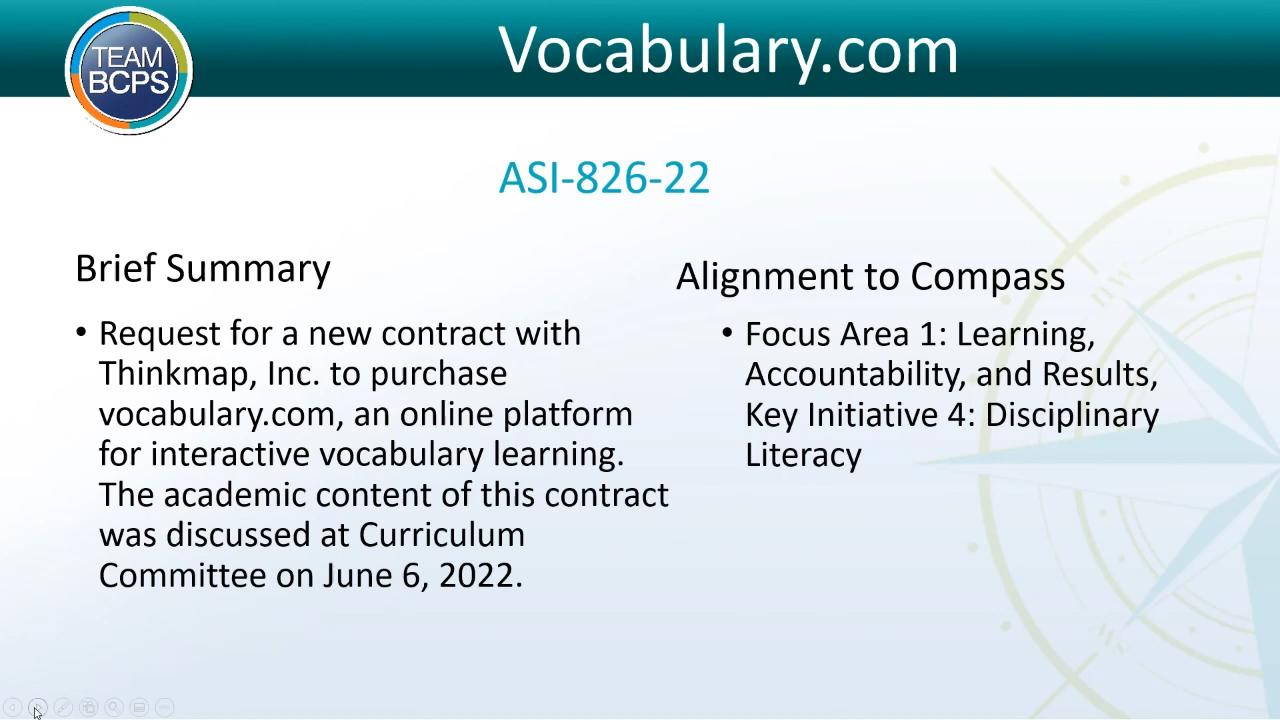 Vocabulary.com
TEAM
BCPS
ASI-826-22
Brief Summary
• Request for a new contract with
Thinkmap, Inc. to purchase
vocabulary.com, an online platform
for interactive vocabulary learning.
The academic content of this contract
was discussed at Curriculum
Committee on June 6, 2022.
Alignment to Compass
• Focus Area 1: Learning,
Accountability, and Results,
Key Initiative 4: Disciplinary
Literacy
NW